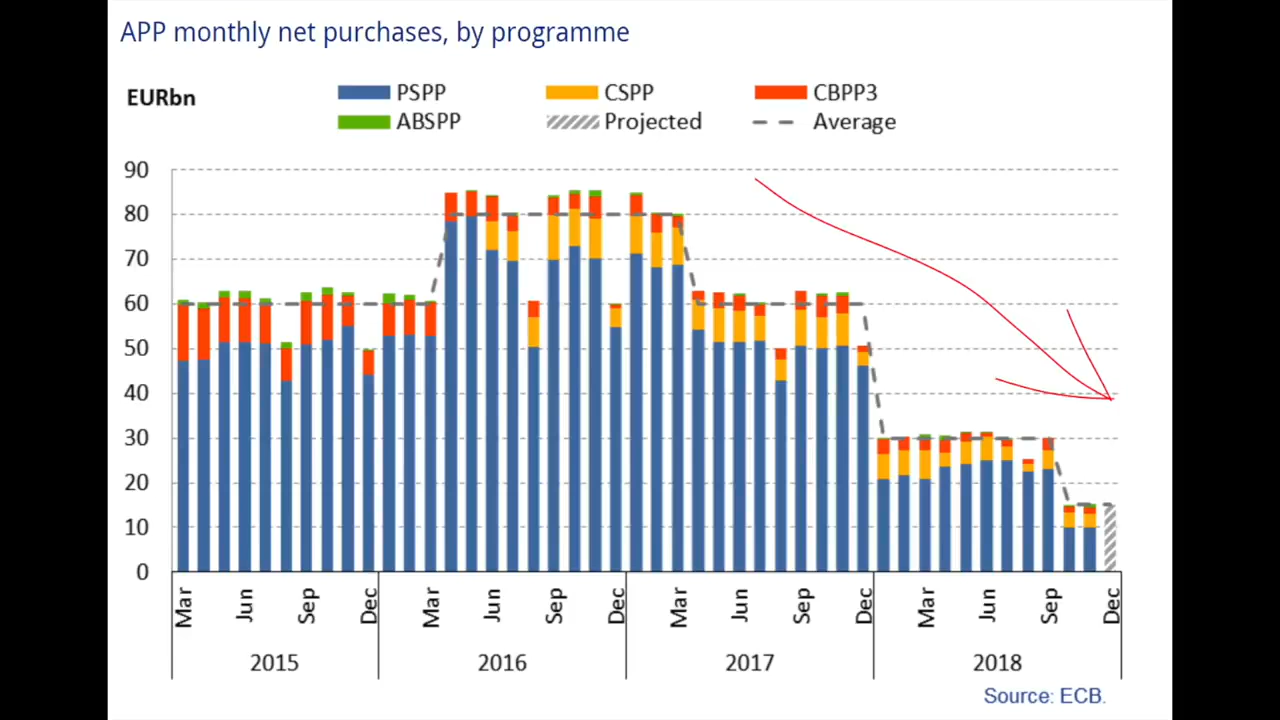 APP monthly net purchases, by programme
EURbn
PSPP CSPP CBPP3
ABSPP Projected Average
90
80
70
60
50
40
30
20
10
0
Mar Jun Sep Dec Mar Jun Sep Dec Mar Jun Sep Dec Mar Jun Sep Dec
2015 2016 2017 2018
Source: ECB.